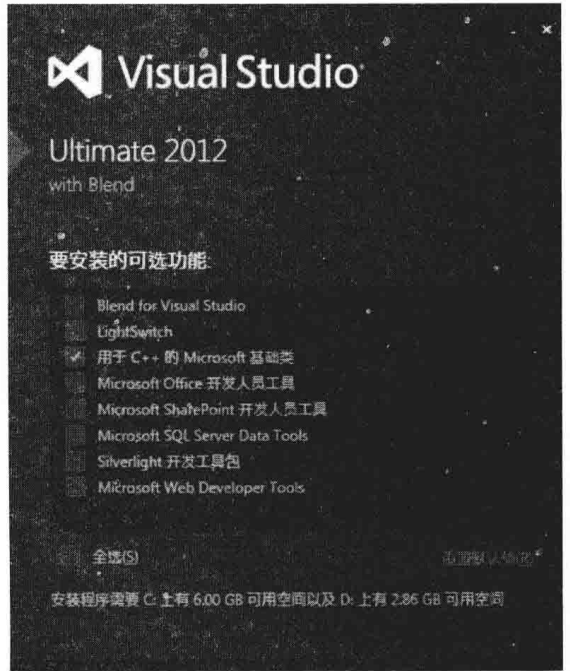 Visual Studio
Ultimate 2012
with Blend
要安装的可选功能:
Blend for Visual Studio
LightSwitch
用于 C++ 的 Microsoft 基础类
Microsoft Office 开发人员工具
Microsoft SharePoint 开发人员工具
Microsoft SQL Server Data Tools
Silverlight 开发工具包
Microsoft Web Developer Tools
全选(S)
安装程序需要 C: 上有 6.00 GB 可用空间以及 D: 上有 2.86 GB 可用空间